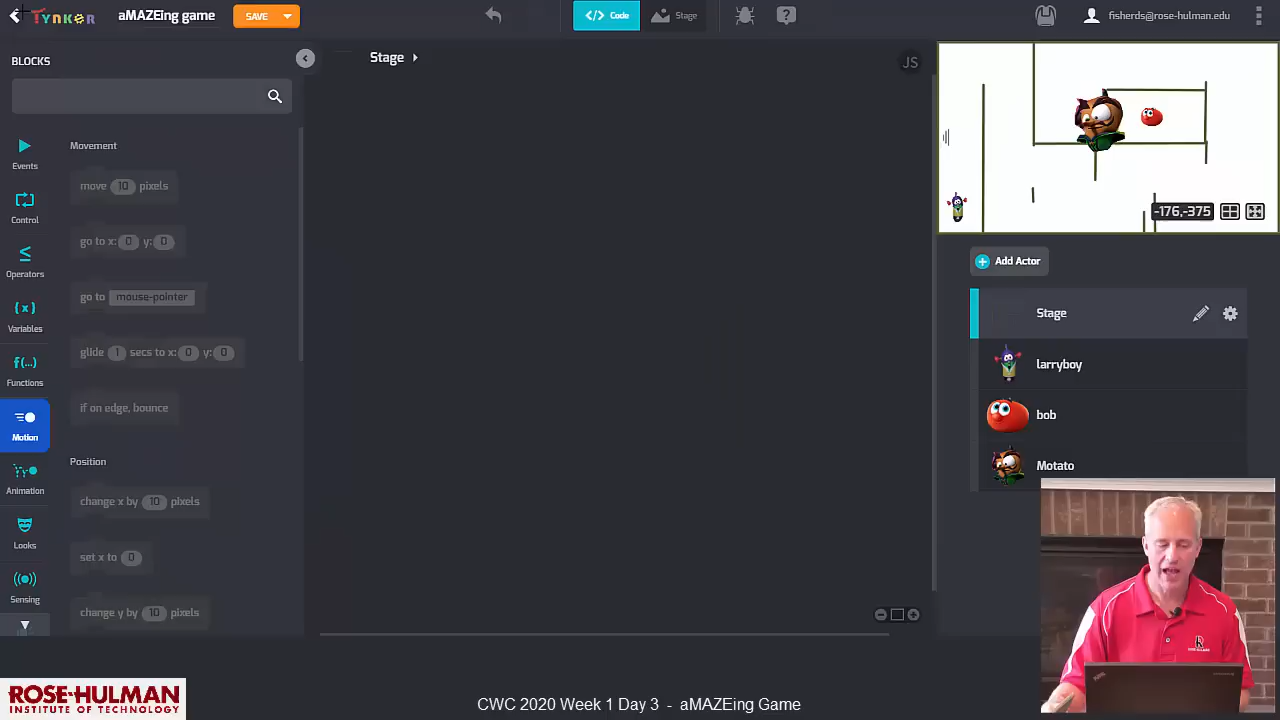 TYNKER
aMAZEing game
SAVE
</> Code
Stage
fisherds@rose-hulman.edu
BLOCKS
Stage
JS
Events
Control
Operators
Variables
Functions
Motion
Animation
Looks
Sensing
Movement
move 10 pixels
go to x: 0 y: 0
go to mouse-pointer
glide 1 secs to x: 0 y: 0
if on edge, bounce
Position
change x by 10 pixels
set x to 0
change y by 10 pixels
-176,-375
Add Actor
Stage
larryboy
bob
Motato
ROSE-HULMAN
INSTITUTE OF TECHNOLOGY
CWC 2020 Week 1 Day 3 - aMAZEing Game